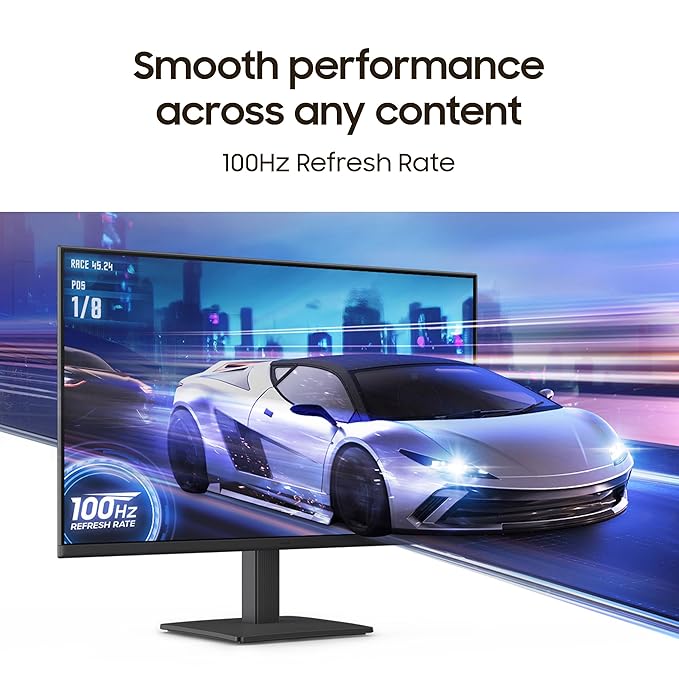 Smooth performance
across any content
100Hz Refresh Rate
RACE 45.24
POS
1/8
100Hz
REFRESH RATE